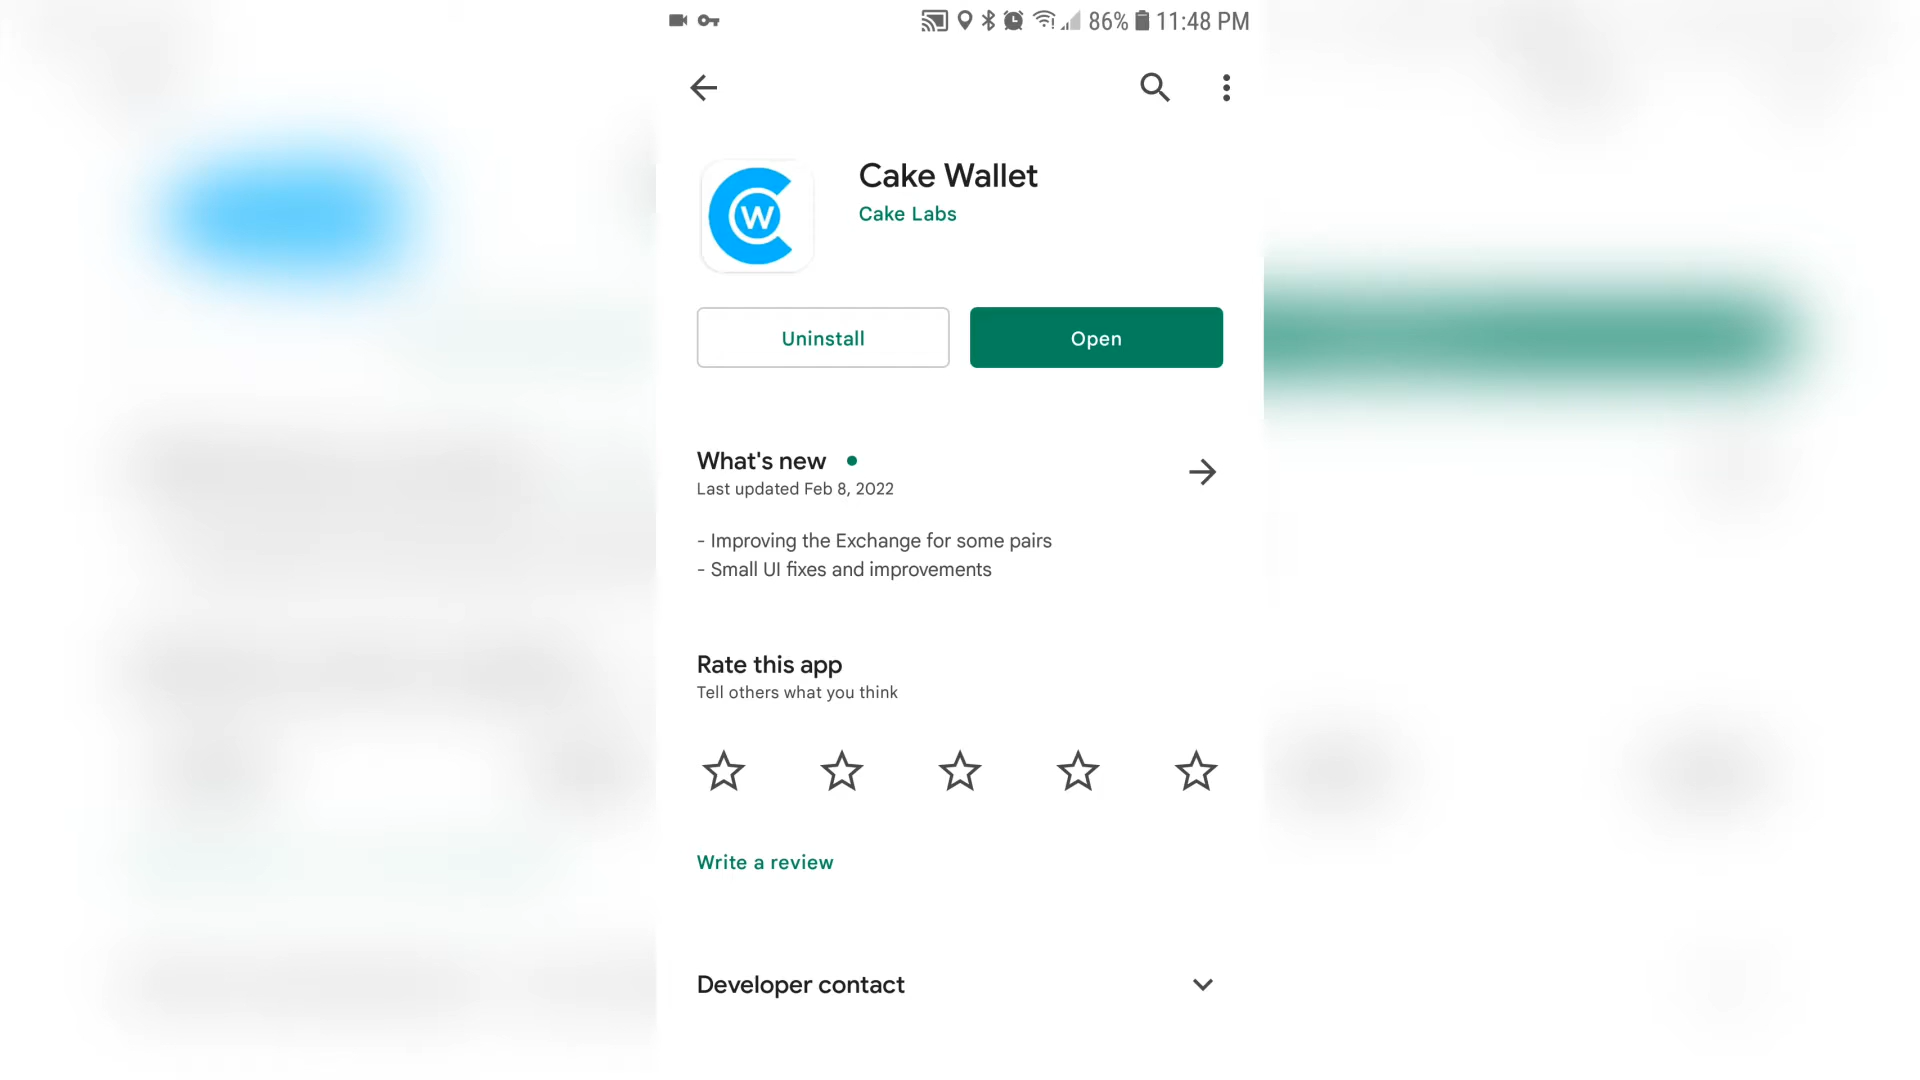 86% 11:48 PM
Cake Wallet
Cake Labs
W
Uninstall
Open
What's new
Last updated Feb 8, 2022
- Improving the Exchange for some pairs
- Small UI fixes and improvements
Rate this app
Tell others what you think
Write a review
Developer contact